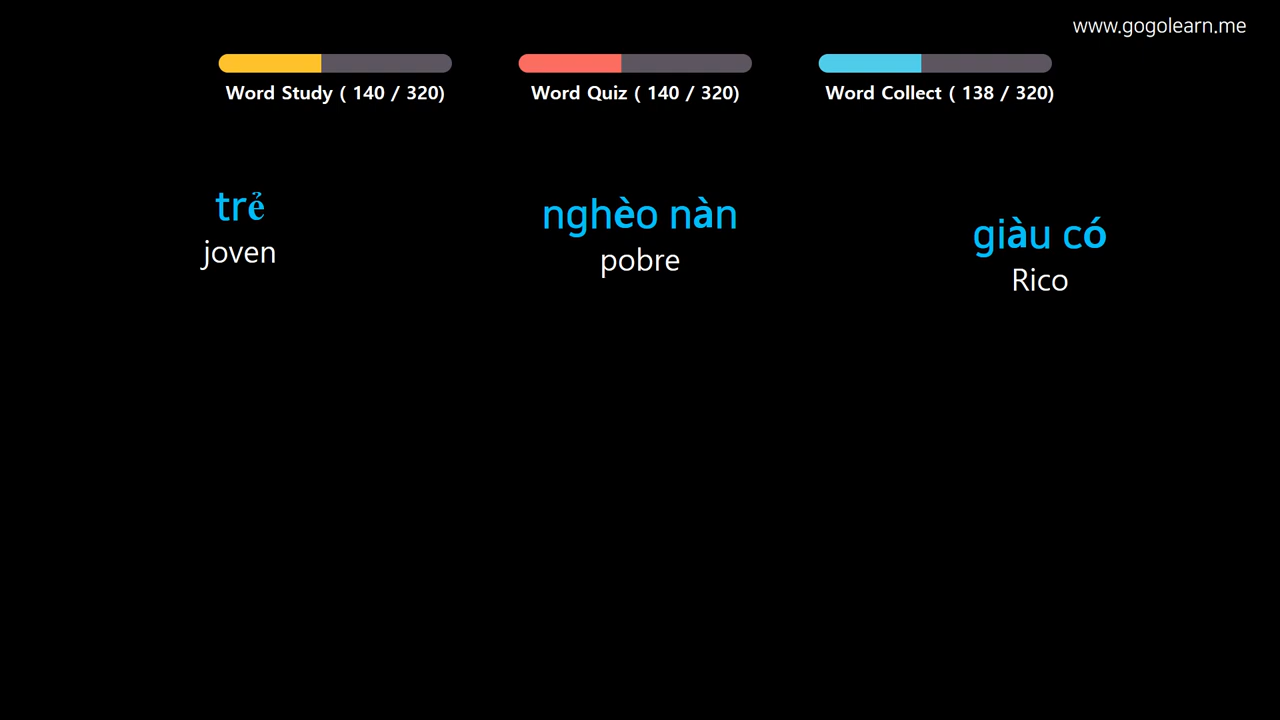 www.gogolearn.me
Word Study ( 140 / 320)
Word Quiz ( 140 / 320)
Word Collect ( 138 / 320)
trẻ
joven
nghèo nàn
pobre
giàu có
Rico